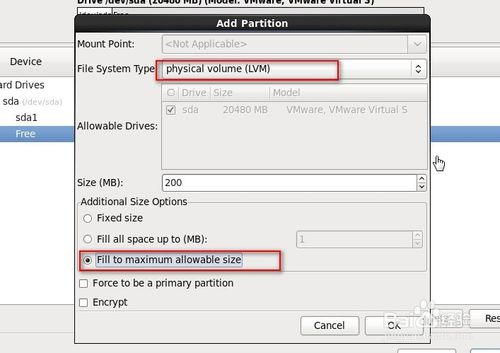 Drive /dev/sda (20480 MB) (Model: VMware, VMware Virtual S)
Free
Add Partition
Mount Point: <Not Applicable>
Device
File System Type: physical volume (LVM)
Drive Size Model
sda 20480 MB VMware, VMware Virtual S
Allowable Drives:
ard Drives
sda (/dev/sda)
sda1
Free
Size (MB): 200
Additional Size Options
Fixed size
Fill all space up to (MB): 1
Fill to maximum allowable size
Force to be a primary partition
Encrypt
Cancel OK
Res